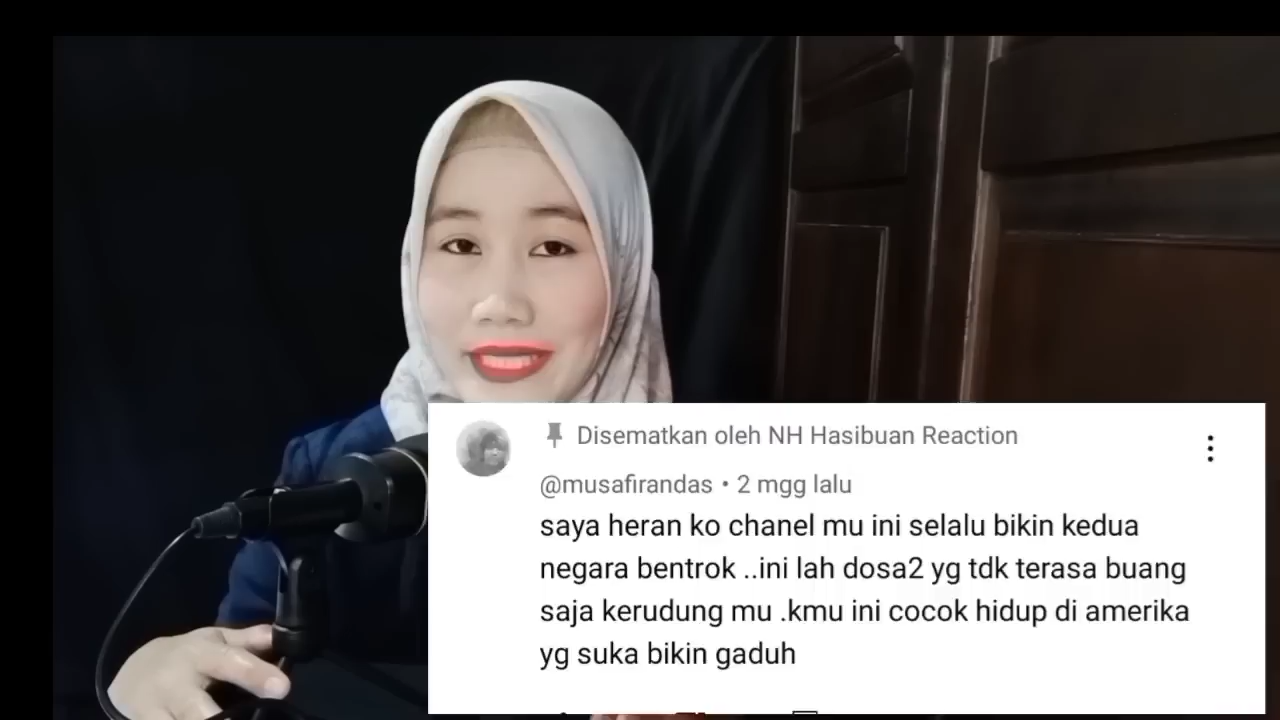 Disematkan oleh NH Hasibuan Reaction
@musafirandas • 2 mgg lalu
saya heran ko chanel mu ini selalu bikin kedua
negara bentrok ..ini lah dosa2 yg tdk terasa buang
saja kerudung mu .kmu ini cocok hidup di amerika
yg suka bikin gaduh